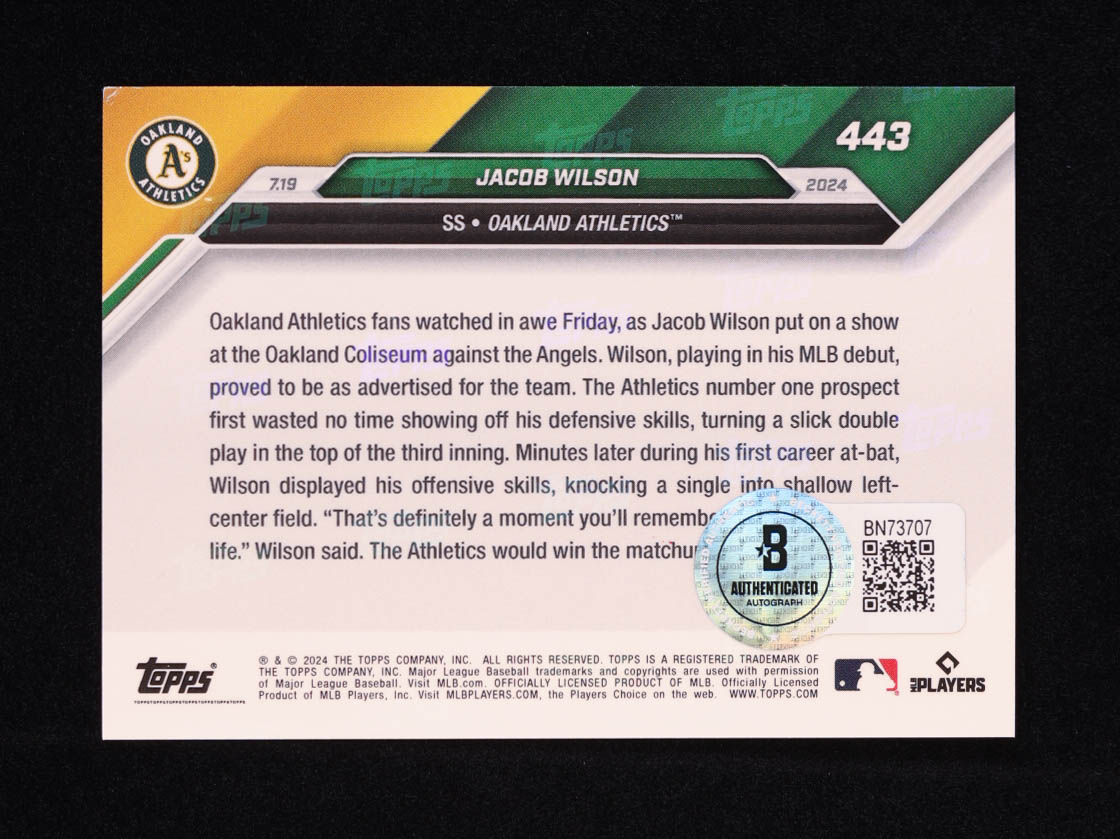 OAKLAND
A's
ATHLETICS
443
7.19
JACOB WILSON
2024
SS • OAKLAND ATHLETICS™
Oakland Athletics fans watched in awe Friday, as Jacob Wilson put on a show
at the Oakland Coliseum against the Angels. Wilson, playing in his MLB debut,
proved to be as advertised for the team. The Athletics number one prospect
first wasted no time showing off his defensive skills, turning a slick double
play in the top of the third inning. Minutes later during his first career at-bat,
Wilson displayed his offensive skills, knocking a single into shallow left-
center field. “That’s definitely a moment you’ll
life.” Wilson said. The Athletics would win the
B
AUTHENTICATED
AUTOGRAPH
BN73707
TOPPS®
® & © 2024 THE TOPPS COMPANY, INC. ALL RIGHTS RESERVED. TOPPS IS A REGISTERED TRADEMARK OF
THE TOPPS COMPANY, INC. Major League Baseball trademarks and copyrights are used with permission
of Major League Baseball. Visit MLB.com. OFFICIALLY LICENSED PRODUCT OF MLB. Officially Licensed
Product of MLB Players, Inc. Visit MLBPLAYERS.COM, the Players Choice on the web. WWW.TOPPS.COM
MLB PLAYERS